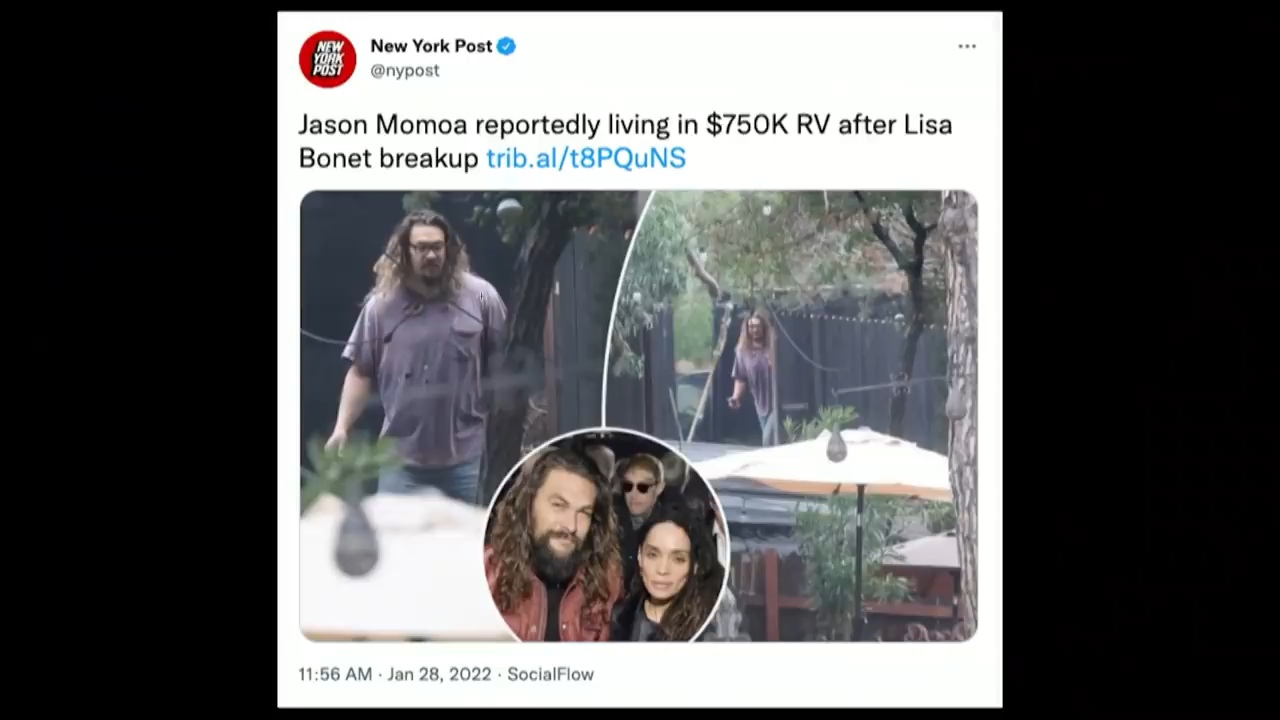 NEW
YORK
POST
New York Post
@nypost
Jason Momoa reportedly living in $750K RV after Lisa
Bonet breakup trib.al/t8PQuNS
11:56 AM · Jan 28, 2022 · SocialFlow